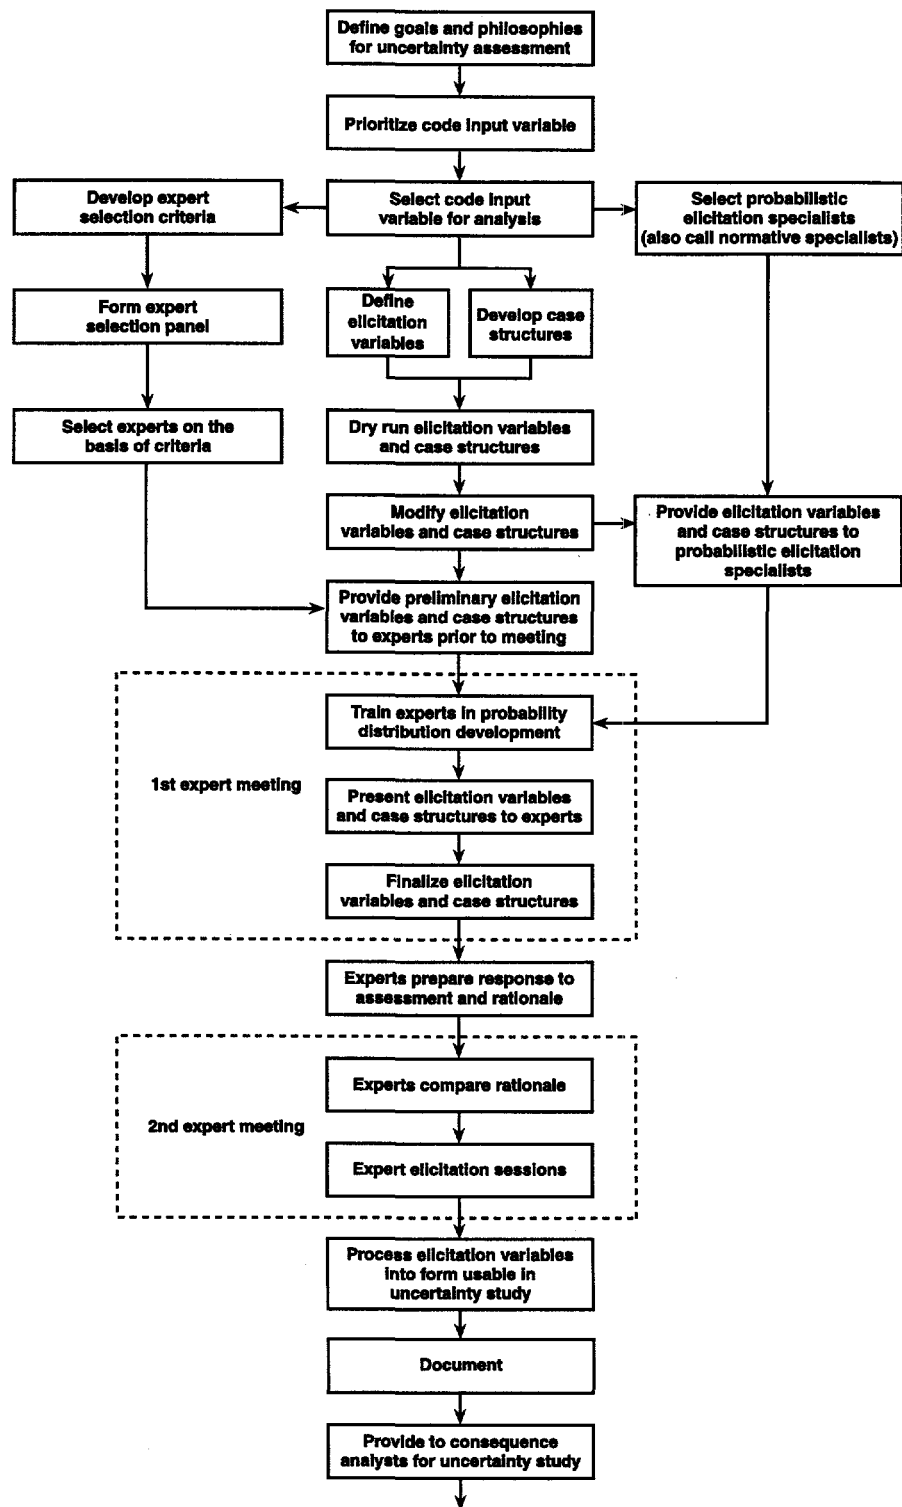 Define goals and philosophies
for uncertainty assessment
Prioritize code input variable
Develop expert
selection criteria
Select code input
variable for analysis
Select probabilistic
elicitation specialists
(also call normative specialists)
Form expert
selection panel
Define
elicitation
variables
Develop case
structures
Select experts on the
basis of criteria
Dry run elicitation variables
and case structures
Modify elicitation
variables and case structures
Provide elicitation variables
and case structures to
probabilistic elicitation
specialists
Provide preliminary elicitation
variables and case structures
to experts prior to meeting
Train experts in probability
distribution development
1st expert meeting
Present elicitation variables
and case structures to experts
Finalize elicitation
variables and case structures
Experts prepare response to
assessment and rationale
Experts compare rationale
2nd expert meeting
Expert elicitation sessions
Process elicitation variables
into form usable in
uncertainty study
Document
Provide to consequence
analysts for uncertainty study